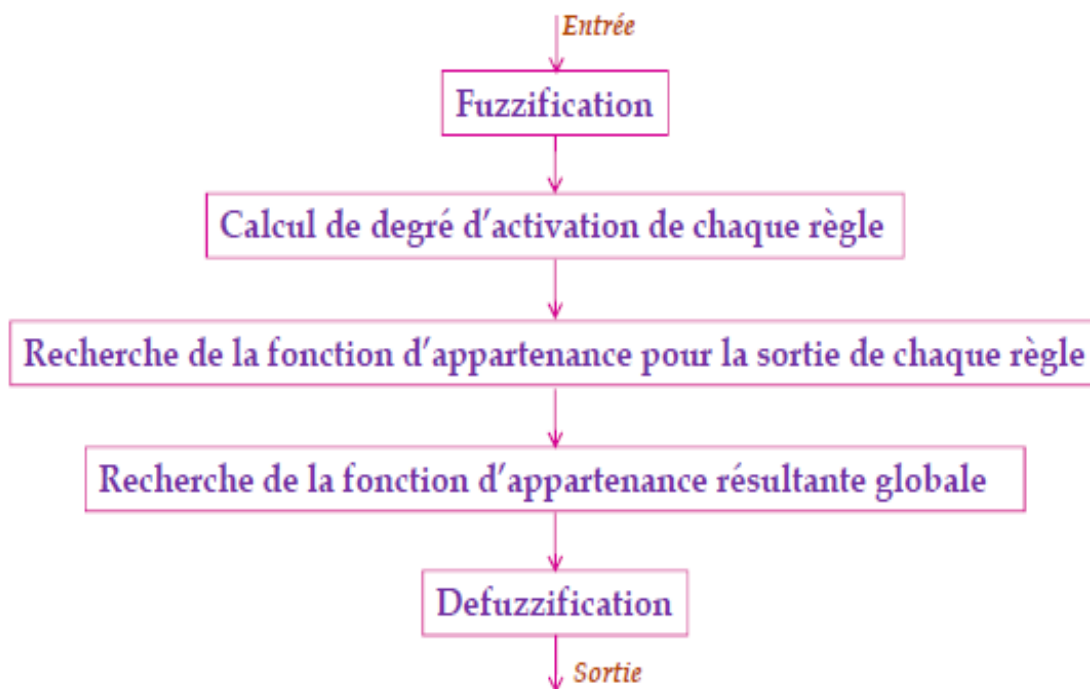 Entrée
Fuzzification
Calcul de degré d'activation de chaque règle
Recherche de la fonction d'appartenance pour la sortie de chaque règle
Recherche de la fonction d'appartenance résultante globale
Defuzzification
Sortie